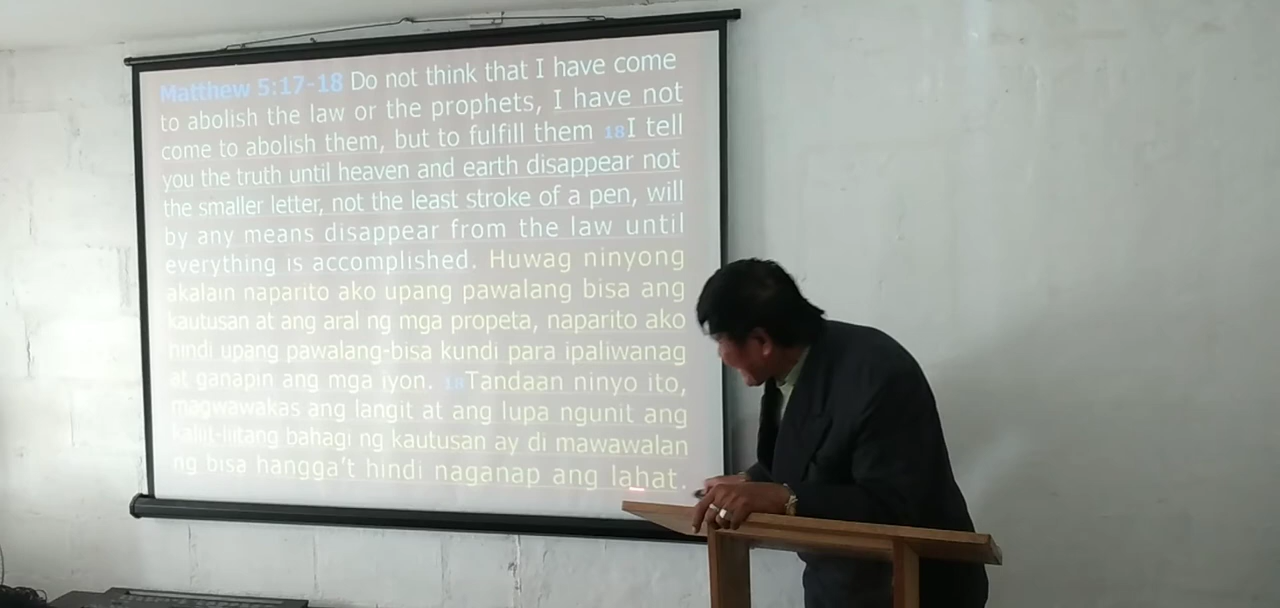 Matthew 5:17-18 Do not think that I have come
to abolish the law or the prophets, I have not
come to abolish them, but to fulfill them 18I tell
you the truth until heaven and earth disappear not
the smaller letter, not the least stroke of a pen, will
by any means disappear from the law until
everything is accomplished. Huwag ninyong
akalain naparito ako upang pawalang bisa ang
kautusan at ang aral ng mga propeta, naparito ako
hindi upang pawalang-bisa kundi para ipaliwanag
at ganapin ang mga iyon. 18Tandaan ninyo ito,
magwawakas ang langit at ang lupa ngunit ang
kaliit-liitang bahagi ng kautusan ay di mawawalan
ng bisa hangga't hindi naganap ang lahat.